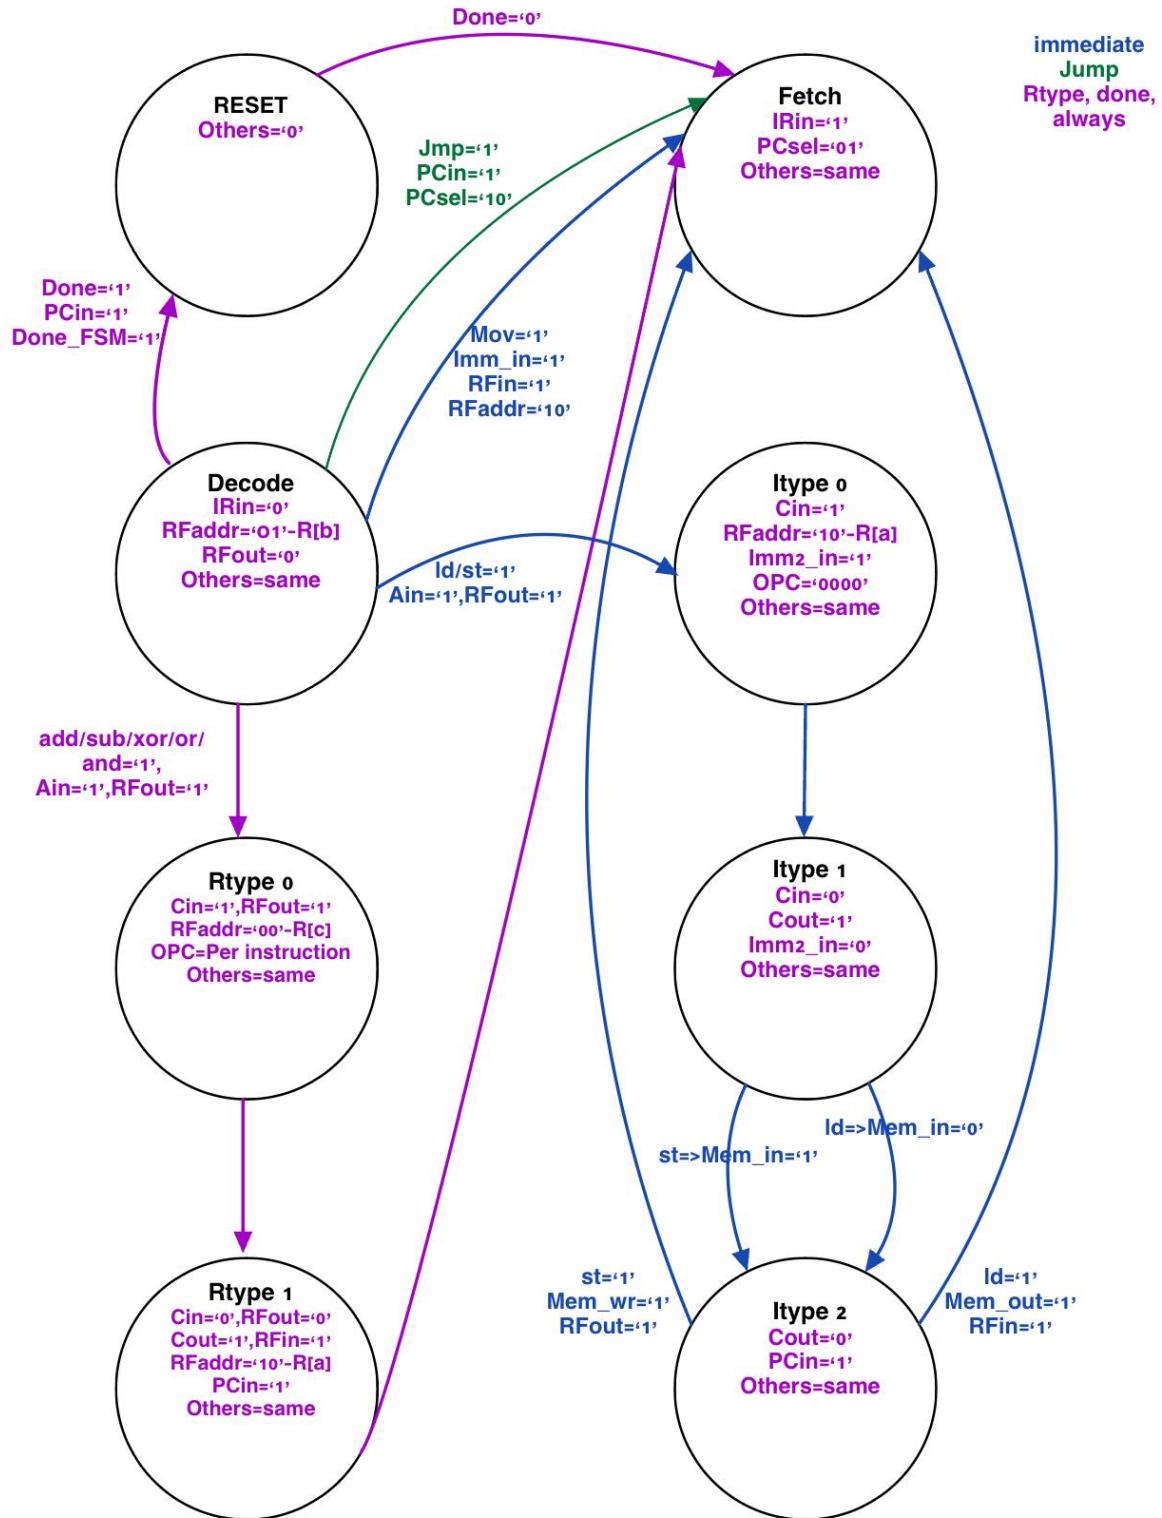 Done=‘0’
immediate
Jump
Rtype, done,
always
RESET
Others=‘0’
Fetch
IRin=‘1’
PCsel=‘01’
Others=same
Jmp=‘1’
PCin=‘1’
PCsel=‘10’
Done=‘1’
PCin=‘1’
Done_FSM=‘1’
Mov=‘1’
Imm_in=‘1’
RFin=‘1’
RFaddr=‘10’
Decode
IRin=‘0’
RFaddr=‘01’-R[b]
RFout=‘0’
Others=same
Itype 0
Cin=‘1’
RFaddr=‘10’-R[a]
Imm2_in=‘1’
OPC=‘0000’
Others=same
ld/st=‘1’
Ain=‘1’,RFout=‘1’
add/sub/xor/or/
and=‘1’,
Ain=‘1’,RFout=‘1’
Rtype 0
Cin=‘1’,RFout=‘1’
RFaddr=‘00’-R[c]
OPC=Per instruction
Others=same
Itype 1
Cin=‘0’
Cout=‘1’
Imm2_in=‘0’
Others=same
ld=>Mem_in=‘0’
st=>Mem_in=‘1’
Rtype 1
Cin=‘0’,RFout=‘0’
Cout=‘1’,RFin=‘1’
RFaddr=‘10’-R[a]
PCin=‘1’
Others=same
st=‘1’
Mem_wr=‘1’
RFout=‘1’
Itype 2
Cout=‘0’
PCin=‘1’
Others=same
ld=‘1’
Mem_out=‘1’
RFin=‘1’